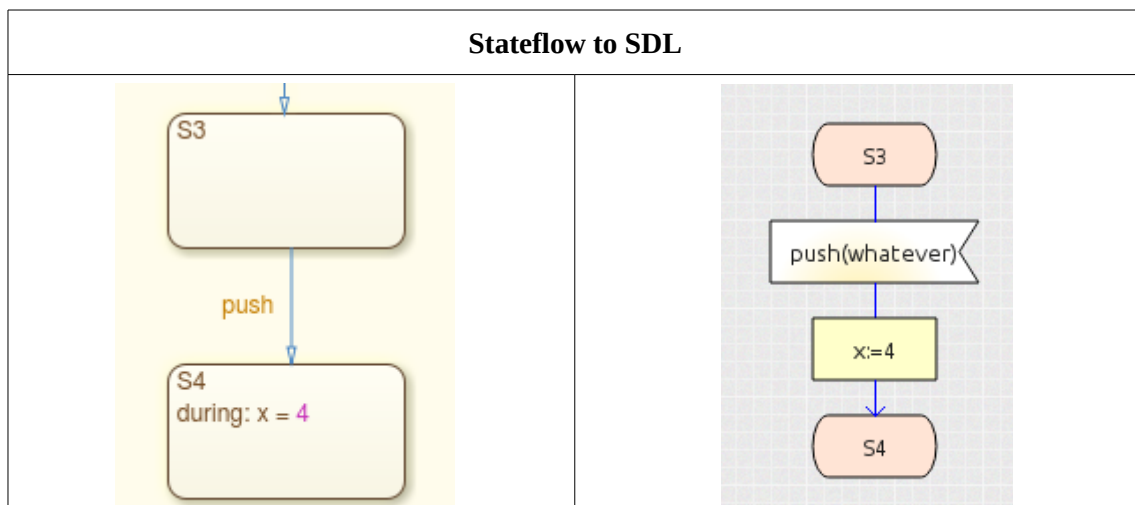 Stateflow to SDL
S3
push
S4
during: x = 4
S3
push(whatever)
x:=4
S4